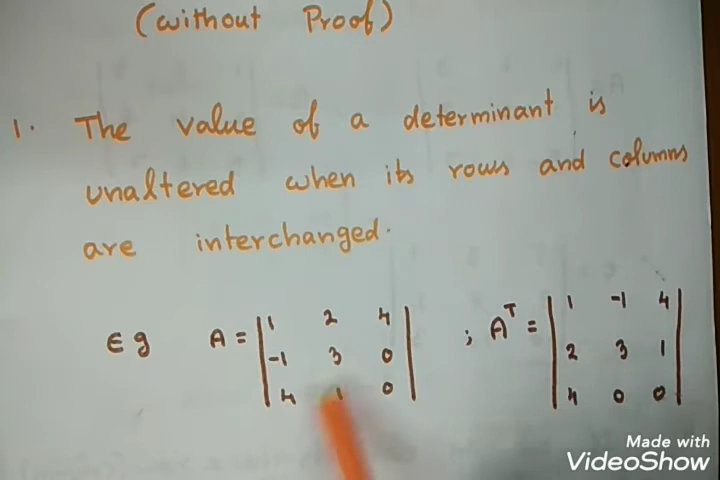 (without Proof)
1. The value of a determinant is
unaltered when its rows and columns
are interchanged.
Eg A = | 1 2 4 | ; Aᵀ = | 1 -1 4 |
| -1 3 0 | | 2 3 1 |
| 4 1 0 | | 4 0 0 |
Made with
VideoShow